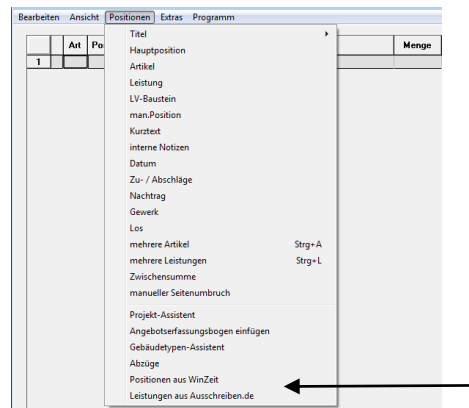 Bearbeiten Ansicht Positionen Extras Programm
Titel
Art Menge
Hauptposition
1
Artikel
Leistung
LV-Baustein
man.Position
Kurztext
interne Notizen
Datum
Zu- / Abschläge
Nachtrag
Gewerk
Los
mehrere Artikel Strg+A
mehrere Leistungen Strg+L
Zwischensumme
manueller Seitenumbruch
Projekt-Assistent
Angebotserfassungsbogen einfügen
Gebäudetypen-Assistent
Abzüge
Positionen aus WinZeit
Leistungen aus Ausschreiben.de